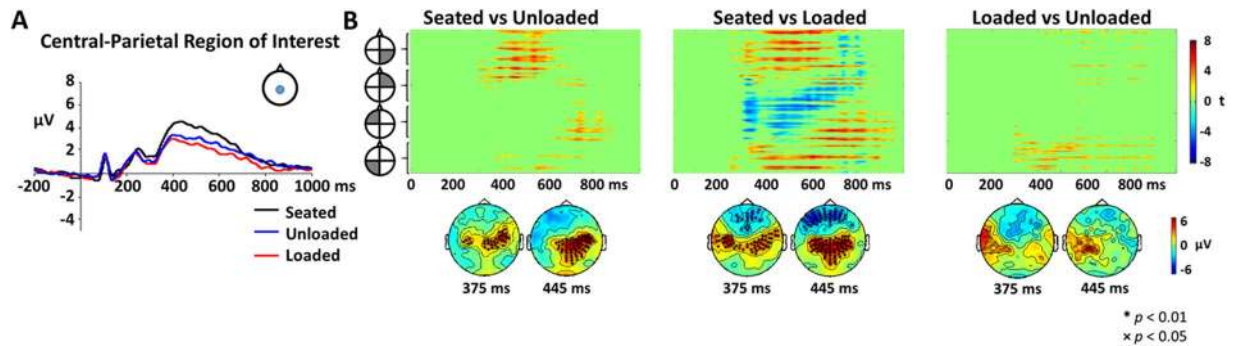 A
Central-Parietal Region of Interest
8
6
μV
4
2
-200
200
400
600
800
1000 ms
-2
-4
Seated
Unloaded
Loaded
B
Seated vs Unloaded
Seated vs Loaded
Loaded vs Unloaded
0 200 400 600 800 ms
0 200 400 600 800 ms
0 200 400 600 800 ms
8
4
0 t
-4
-8
375 ms
445 ms
375 ms
445 ms
375 ms
445 ms
6
0 μV
-6
* p < 0.01
× p < 0.05